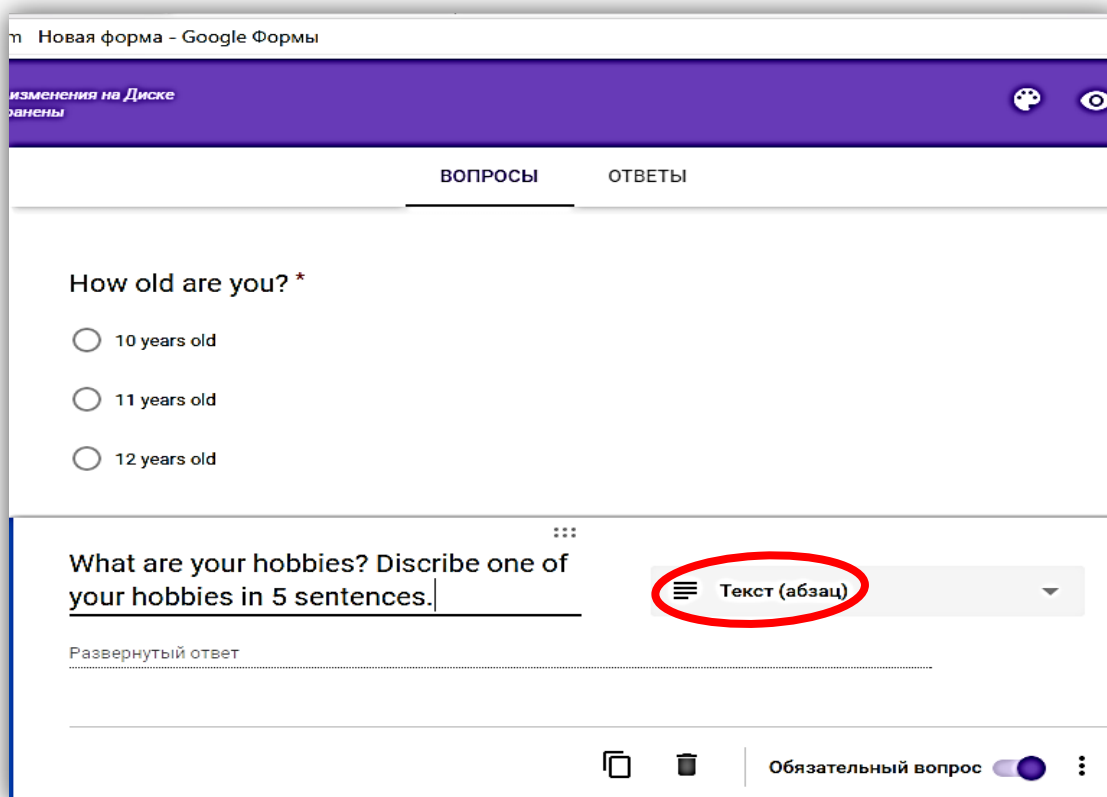 m Новая форма - Google Формы
изменения на Диске
ранены
ВОПРОСЫ ОТВЕТЫ
How old are you? *
10 years old
11 years old
12 years old
What are your hobbies? Discribe one of
your hobbies in 5 sentences.
Текст (абзац)
Развернутый ответ
Обязательный вопрос